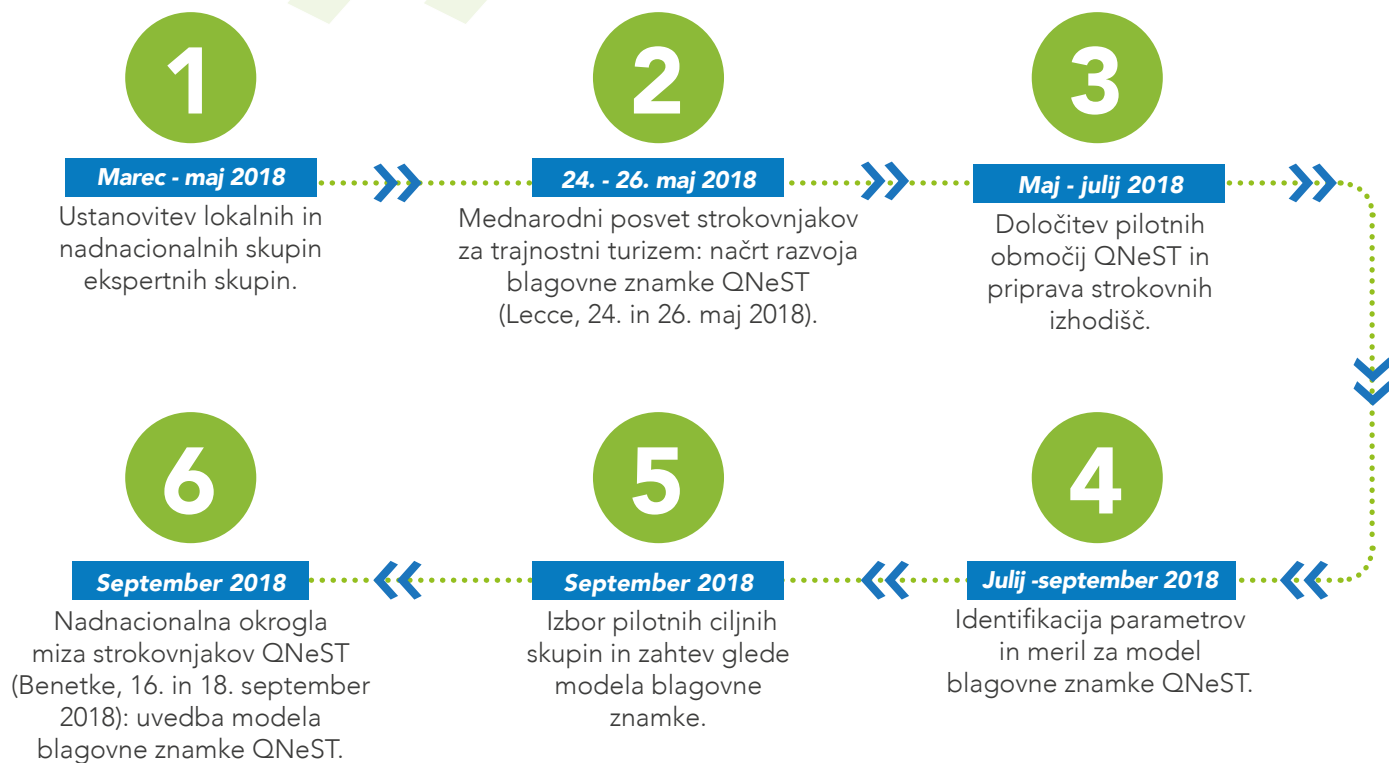 1
Marec - maj 2018
Ustanovitev lokalnih in
nadnacionalnih skupin
ekspertnih skupin.
2
24. - 26. maj 2018
Mednarodni posvet strokovnjakov
za trajnostni turizem: načrt razvoja
blagovne znamke QNeST
(Lecce, 24. in 26. maj 2018).
3
Maj - julij 2018
Določitev pilotnih
območij QNeST in
priprava strokovnih
izhodišč.
4
Julij -september 2018
Identifikacija parametrov
in meril za model
blagovne znamke QNeST.
5
September 2018
Izbor pilotnih ciljnih
skupin in zahtev glede
modela blagovne
znamke.
6
September 2018
Nadnacionalna okrogla
miza strokovnjakov QNeST
(Benetke, 16. in 18. september
2018): uvedba modela
blagovne znamke QNeST.